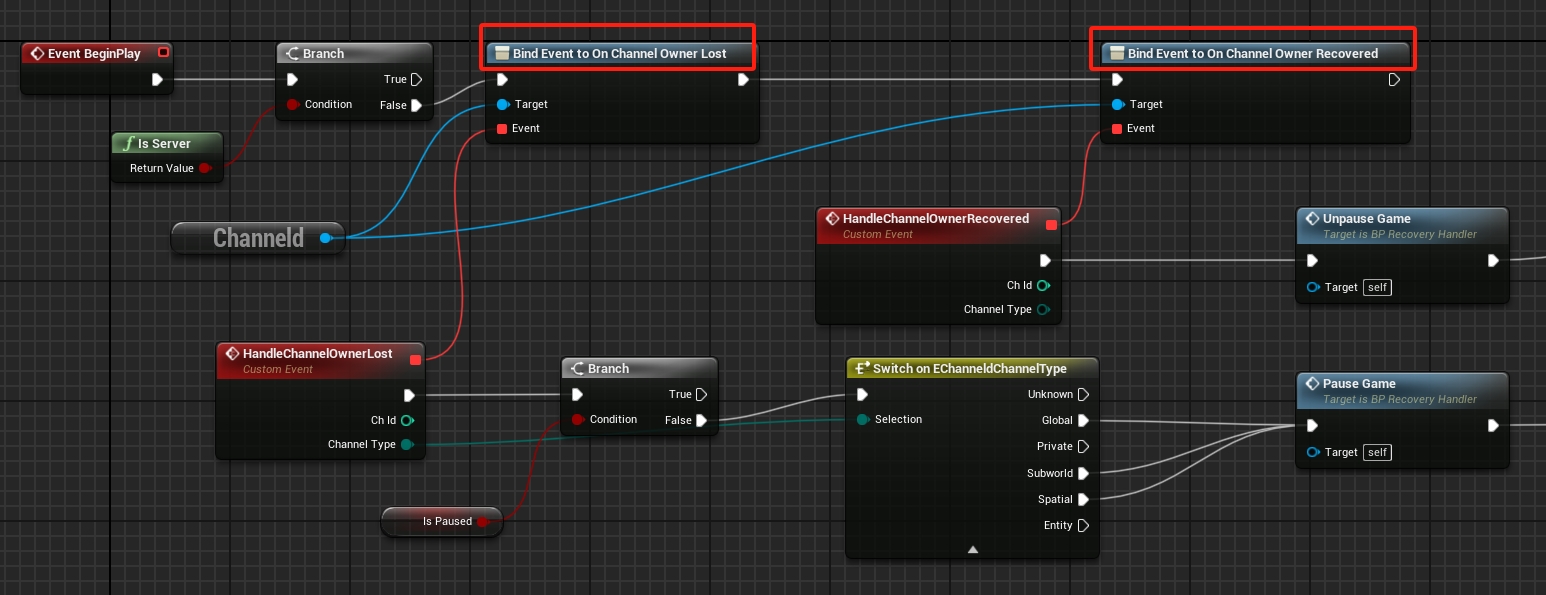 Event BeginPlay
Branch
True
Condition
False
Is Server
Return Value
Bind Event to On Channel Owner Lost
Target
Event
Bind Event to On Channel Owner Recovered
Target
Event
Channeld
HandleChannelOwnerRecovered
Custom Event
Ch Id
Channel Type
Unpause Game
Target is BP Recovery Handler
Target self
HandleChannelOwnerLost
Custom Event
Ch Id
Channel Type
Branch
True
Condition
False
Is Paused
Switch on EChanneldChannelType
Unknown
Selection
Global
Private
Subworld
Spatial
Entity
Pause Game
Target is BP Recovery Handler
Target self